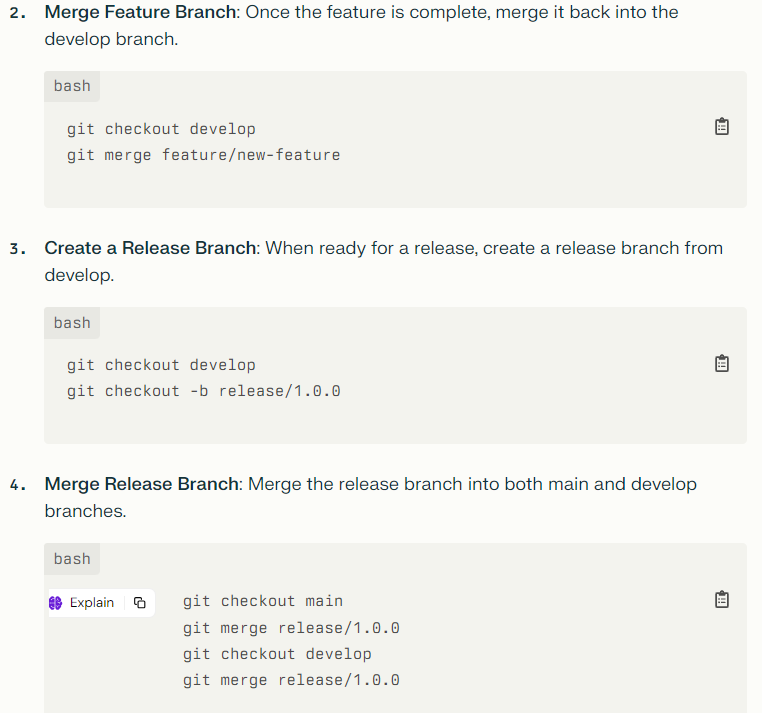 2. Merge Feature Branch: Once the feature is complete, merge it back into the
develop branch.
bash
git checkout develop
git merge feature/new-feature
3. Create a Release Branch: When ready for a release, create a release branch from
develop.
bash
git checkout develop
git checkout -b release/1.0.0
4. Merge Release Branch: Merge the release branch into both main and develop
branches.
bash
Explain
git checkout main
git merge release/1.0.0
git checkout develop
git merge release/1.0.0